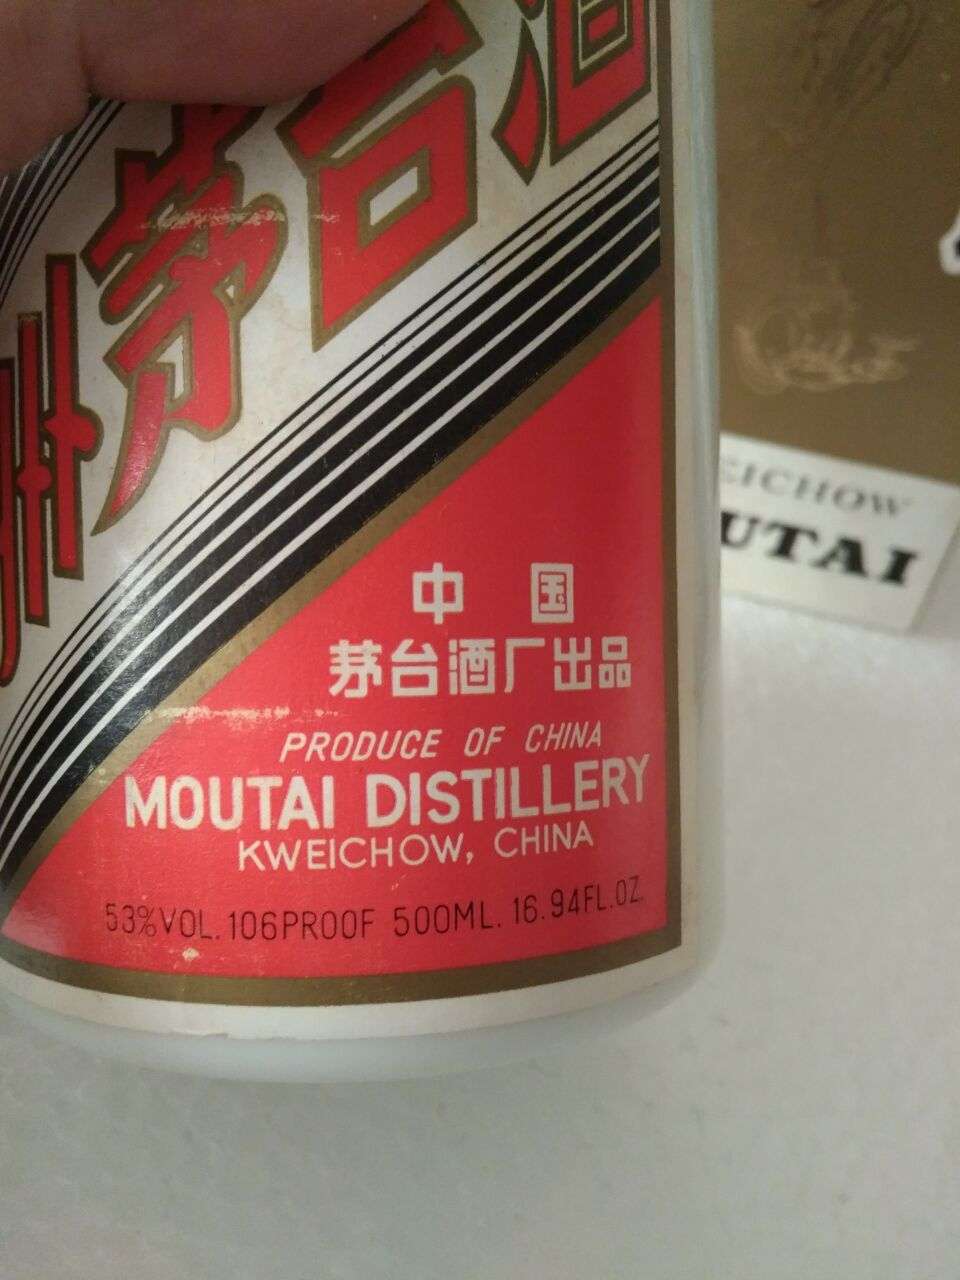 州茅台酒
中国
茅台酒厂出品
PRODUCE OF CHINA
MOUTAI DISTILLERY
KWEICHOW, CHINA
53%VOL. 106PROOF 500ML. 16.94FL.OZ.
EICHOW
UTAI